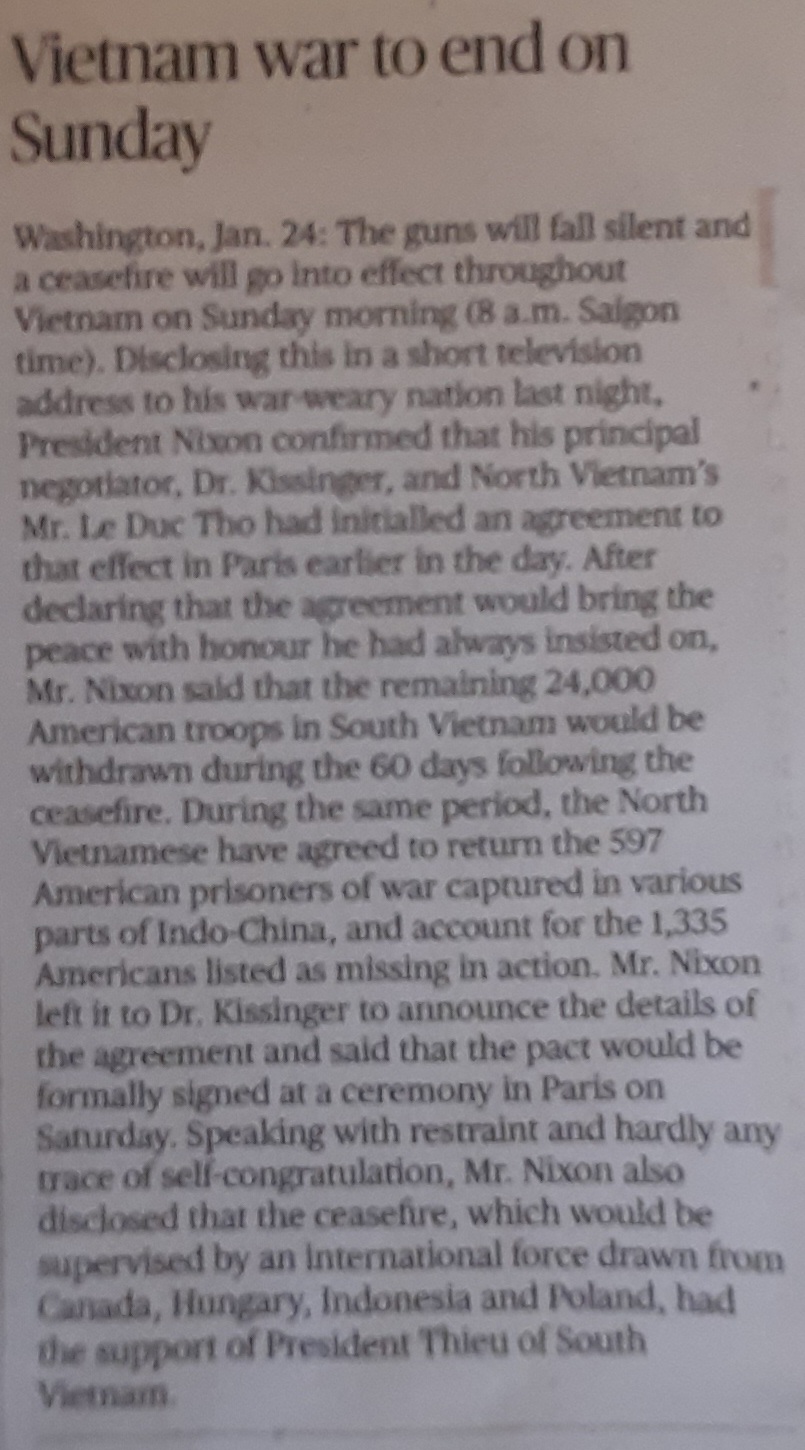 Vietnam war to end on
Sunday
Washington, Jan. 24: The guns will fall silent and
a ceasefire will go into effect throughout
Vietnam on Sunday morning (8 a.m. Saigon
time). Disclosing this in a short television
address to his war-weary nation last night,
President Nixon confirmed that his principal
negotiator, Dr. Kissinger, and North Vietnam's
Mr. Le Duc Tho had initialled an agreement to
that effect in Paris earlier in the day. After
declaring that the agreement would bring the
peace with honour he had always insisted on,
Mr. Nixon said that the remaining 24,000
American troops in South Vietnam would be
withdrawn during the 60 days following the
ceasefire. During the same period, the North
Vietnamese have agreed to return the 597
American prisoners of war captured in various
parts of Indo-China, and account for the 1,335
Americans listed as missing in action. Mr. Nixon
left it to Dr. Kissinger to announce the details of
the agreement and said that the pact would be
formally signed at a ceremony in Paris on
Saturday. Speaking with restraint and hardly any
trace of self-congratulation, Mr. Nixon also
disclosed that the ceasefire, which would be
supervised by an international force drawn from
Canada, Hungary, Indonesia and Poland, had
the support of President Thieu of South
Vietnam.